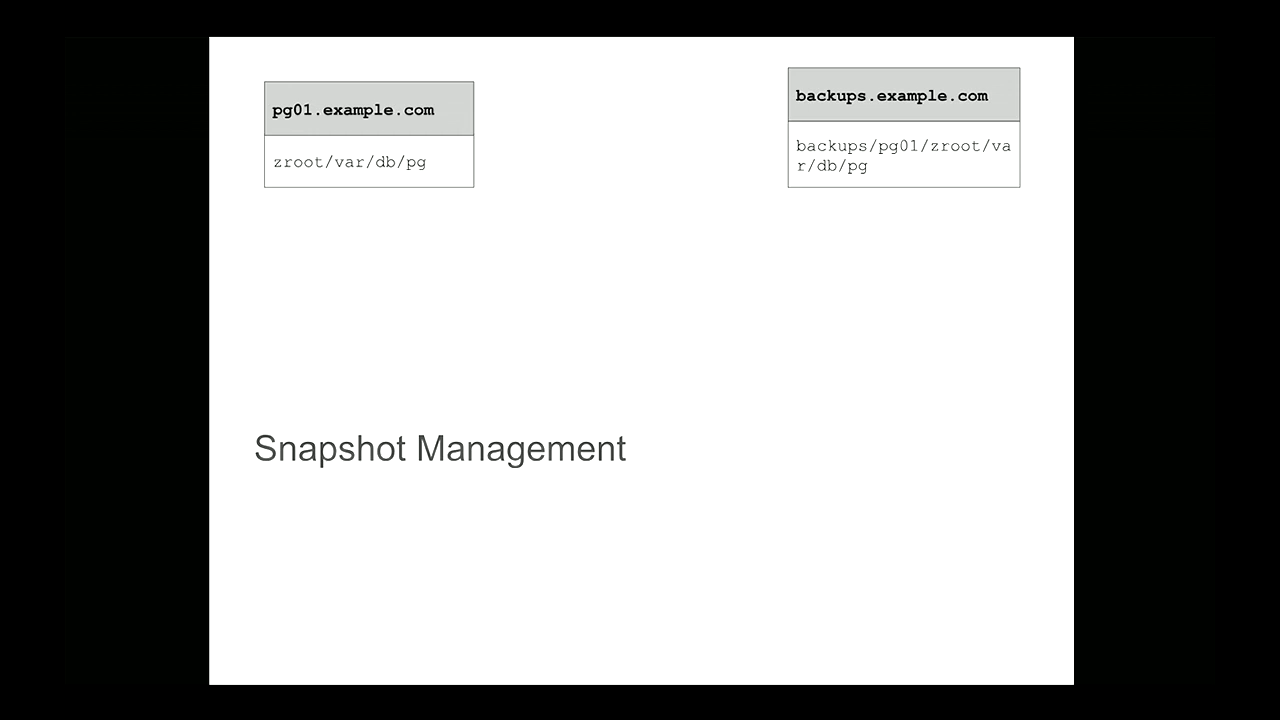 pg01.example.com
zroot/var/db/pg
backups.example.com
backups/pg01/zroot/va
r/db/pg
Snapshot Management